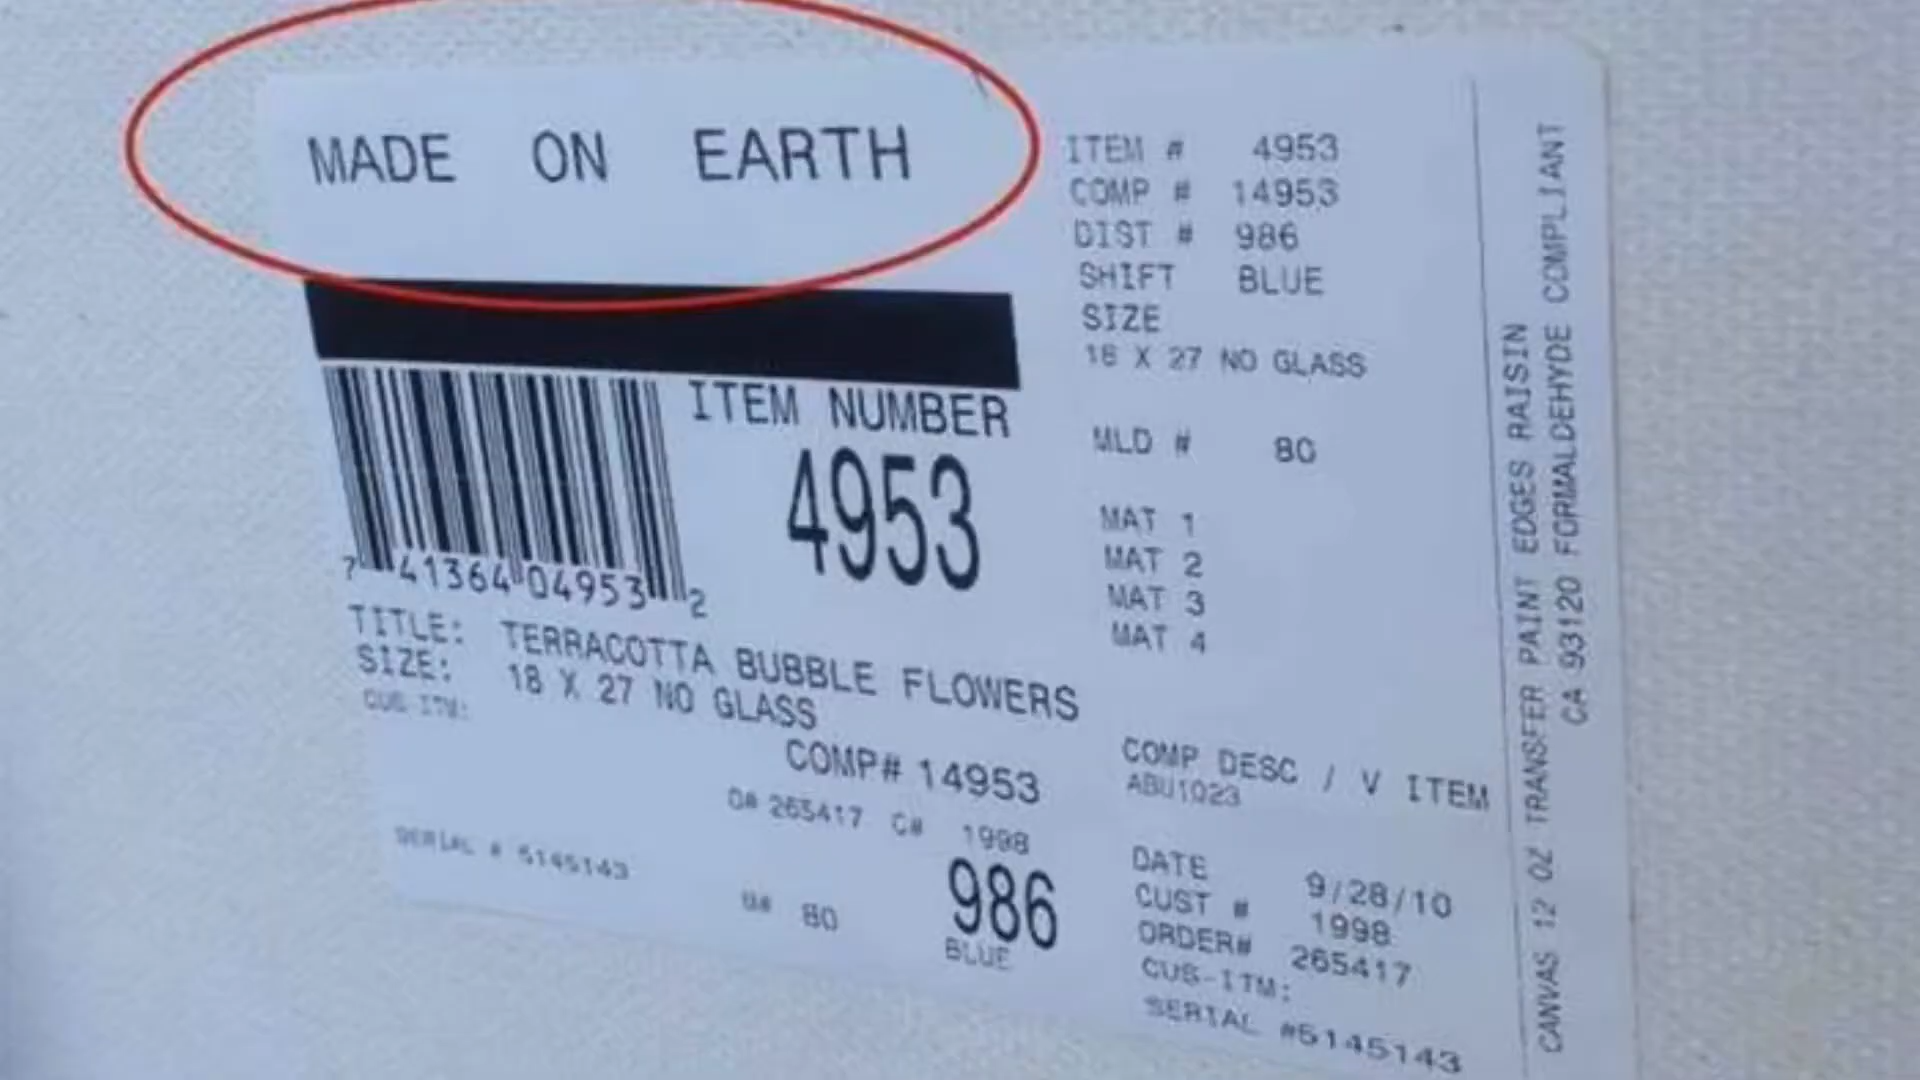 MADE ON EARTH
ITEM NUMBER
4953
7 41364 04953 2
TITLE: TERRACOTTA BUBBLE FLOWERS
SIZE: 18 X 27 NO GLASS
CUS-ITM:
COMP# 14953
O# 265417 C# 1998
SERIAL # 5145143
M# 80
986
BLUE
ITEM # 4953
COMP # 14953
DIST # 986
SHIFT BLUE
SIZE
18 X 27 NO GLASS
MLD # 80
MAT 1
MAT 2
MAT 3
MAT 4
COMP DESC / V ITEM
ABU1023
DATE 9/28/10
CUST # 1998
ORDER# 265417
CUS-ITM:
SERIAL #5145143
CANVAS 12 OZ TRANSFER PAINT EDGES RAISIN
CA 93120 FORMALDEHYDE COMPLIANT